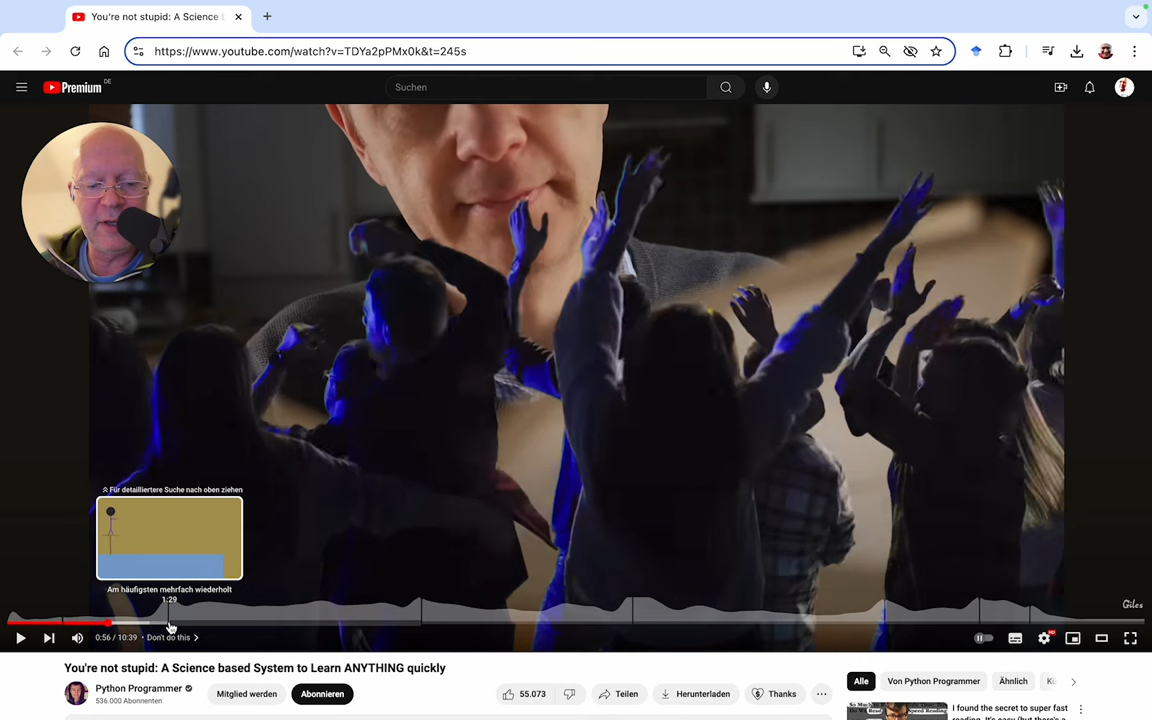 You're not stupid: A Science
https://www.youtube.com/watch?v=TDYa2pPMx0k&t=245s
Premium DE
Suchen
Für detailliertere Suche nach oben ziehen
Am häufigsten mehrfach wiederholt
1:29
Giles
0:56 / 10:39 • Don't do this
HD
You're not stupid: A Science based System to Learn ANYTHING quickly
Python Programmer
536.000 Abonnenten
Mitglied werden
Abonnieren
55.073
Teilen
Herunterladen
Thanks
Alle
Von Python Programmer
Ähnlich
I found the secret to super fast
reading. It's easy (but there's a